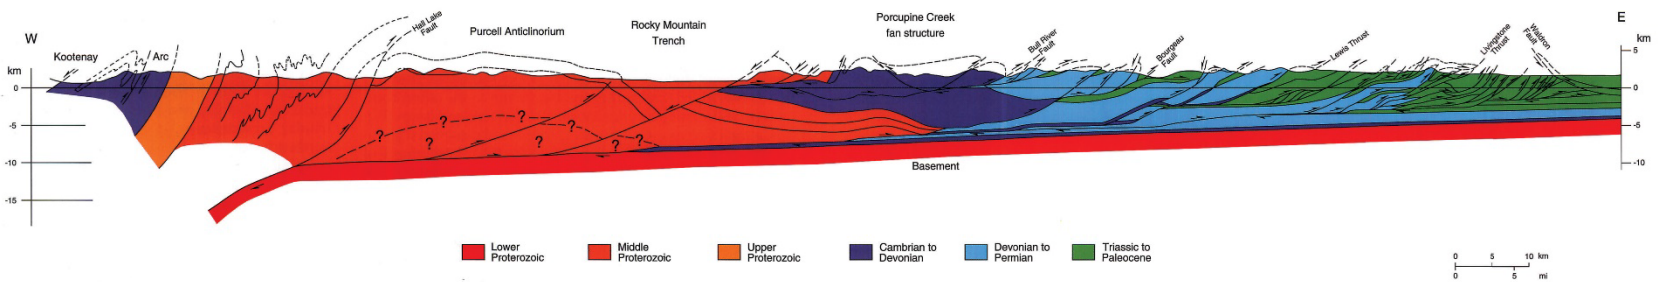 W
E
Kootenay
Arc
Hall Lake
Fault
Purcell Anticlinorium
Rocky Mountain
Trench
Porcupine Creek
fan structure
Bull River
Fault
Bourgeau
Fault
Lewis Thrust
Livingstone
Thrust
Waldron
Fault
km
0
-5
-10
-15
5
km
0
-5
-10
? ? ? ?
? ? ? ?
Basement
Lower
Proterozoic
Middle
Proterozoic
Upper
Proterozoic
Cambrian to
Devonian
Devonian to
Permian
Triassic to
Paleocene
0 5 10 km
0 5 mi